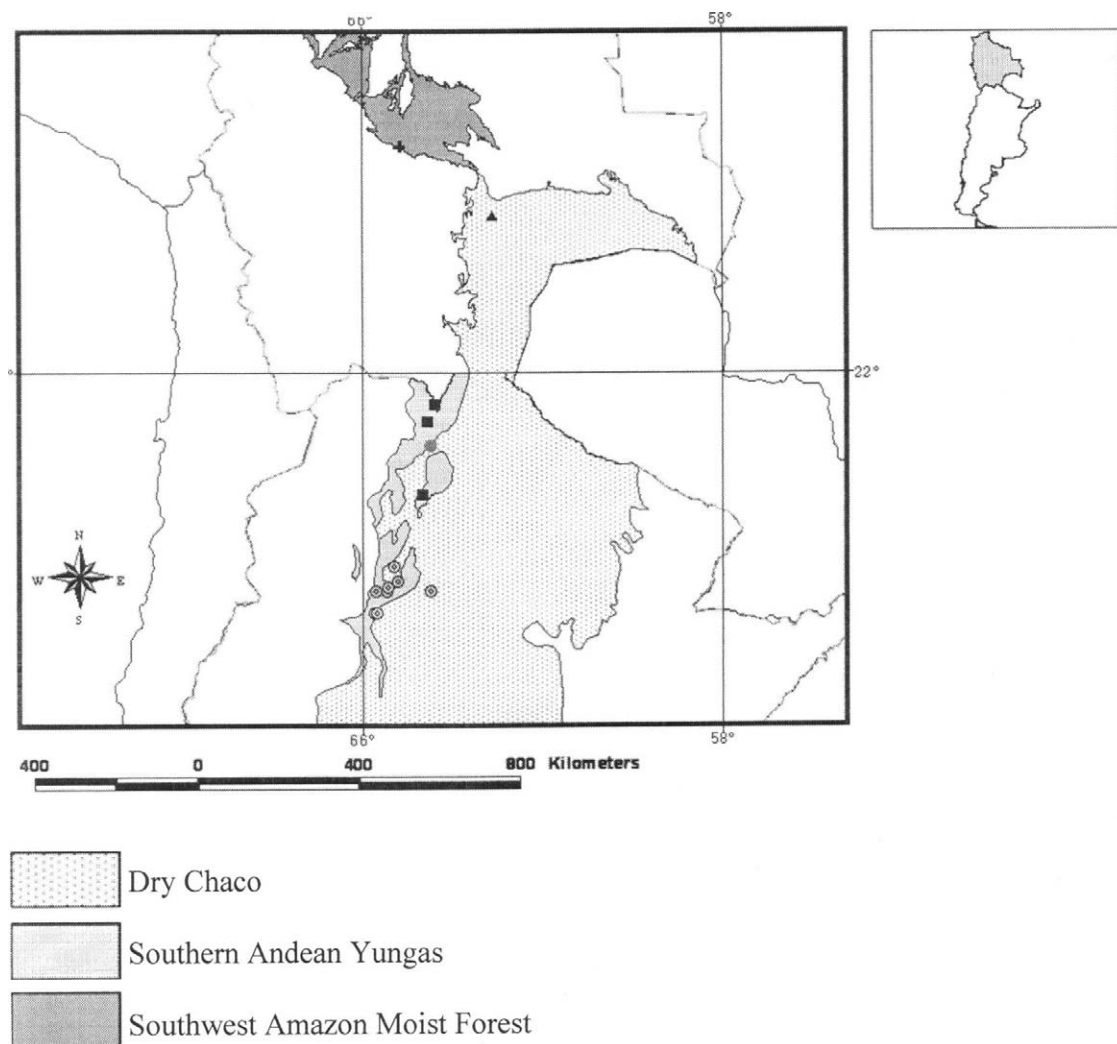 66° 58°
° 22°
N
W E
S
66° 58°
400 0 400 800 Kilometers
Dry Chaco
Southern Andean Yungas
Southwest Amazon Moist Forest